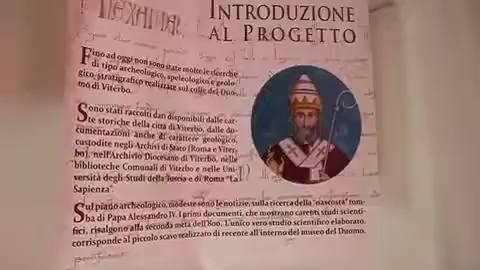 Alexander
INTRODUZIONE
AL PROGETTO
Fino ad oggi non sono state molte le ricerche
di tipo archeologico, speleologico e geolo-
gico-stratigrafico realizzate sul colle del Duo-
mo di Viterbo.
Sono stati raccolti dati disponibili dalle car-
te storiche della città di Viterbo, dalle do-
cumentazioni anche di carattere geologico,
custodite negli Archivi di Stato (Roma e Viter-
bo), nell'Archivio Diocesano di Viterbo, nelle
biblioteche Comunali di Viterbo e nelle Uni-
versità degli Studi della Tuscia e di Roma "La
Sapienza".
Sul piano archeologico, modeste sono le notizie, sulla ricerca della "nascosta" tom-
ba di Papa Alessandro IV. I primi documenti, che mostrano carenti studi scienti-
fici, risalgono alla seconda metà dell'800. L'unico vero studio scientifico elaborato,
corrisponde al piccolo scavo realizzato di recente all'interno del museo del Duomo.